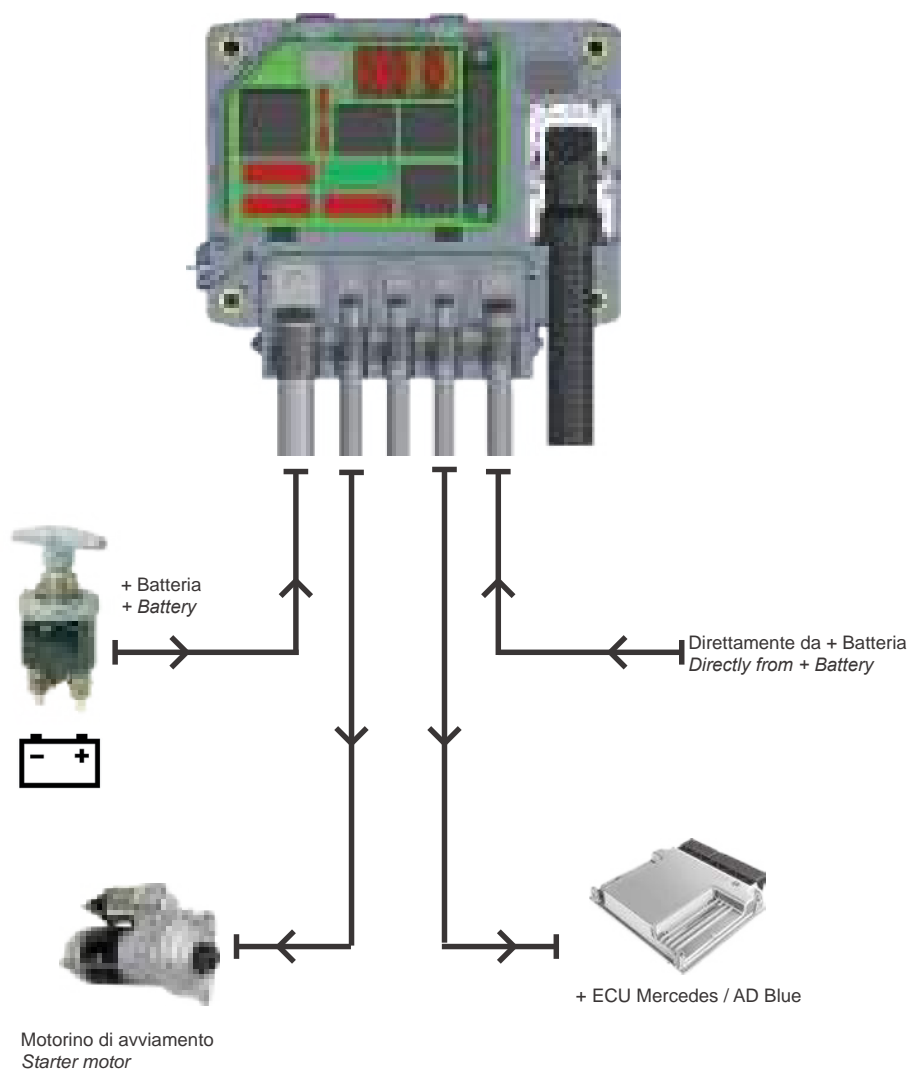 + Batteria
+ Battery
Direttamente da + Batteria
Directly from + Battery
- +
+ ECU Mercedes / AD Blue
Motorino di avviamento
Starter motor